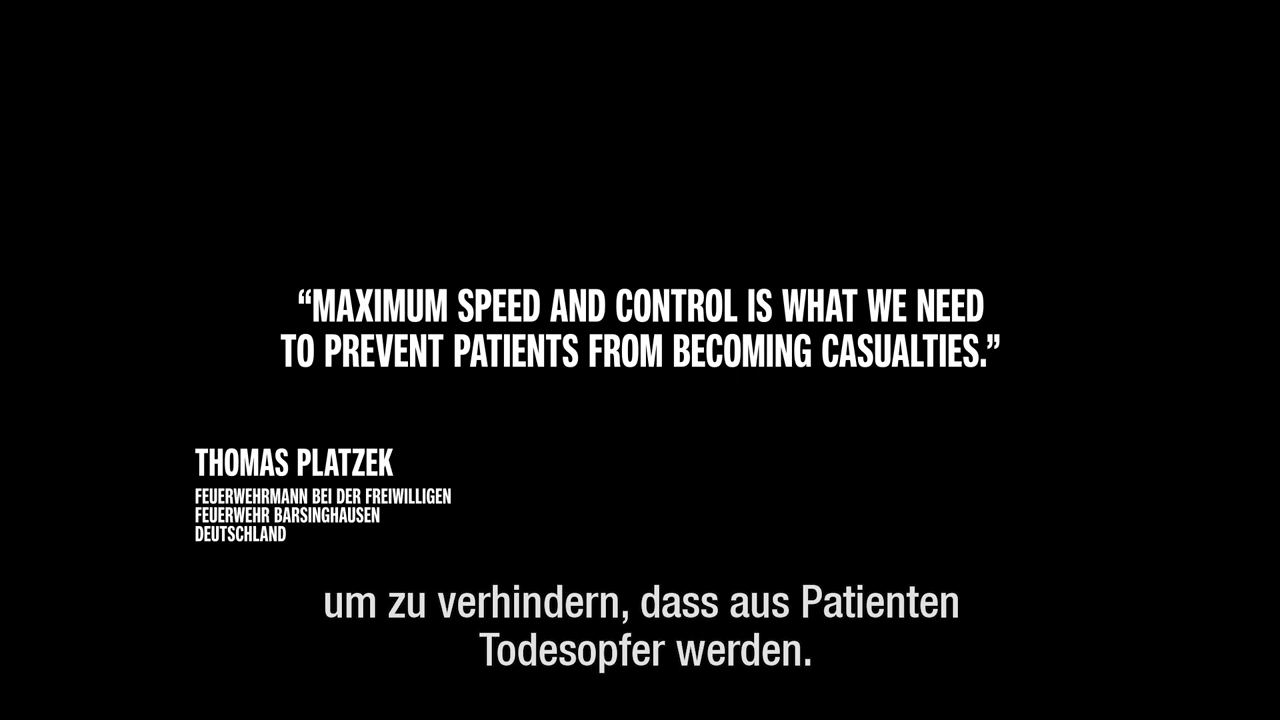 “MAXIMUM SPEED AND CONTROL IS WHAT WE NEED
TO PREVENT PATIENTS FROM BECOMING CASUALTIES.”
THOMAS PLATZEK
FEUERWEHRMANN BEI DER FREIWILLIGEN
FEUERWEHR BARSINGHAUSEN
DEUTSCHLAND
um zu verhindern, dass aus Patienten
Todesopfer werden.